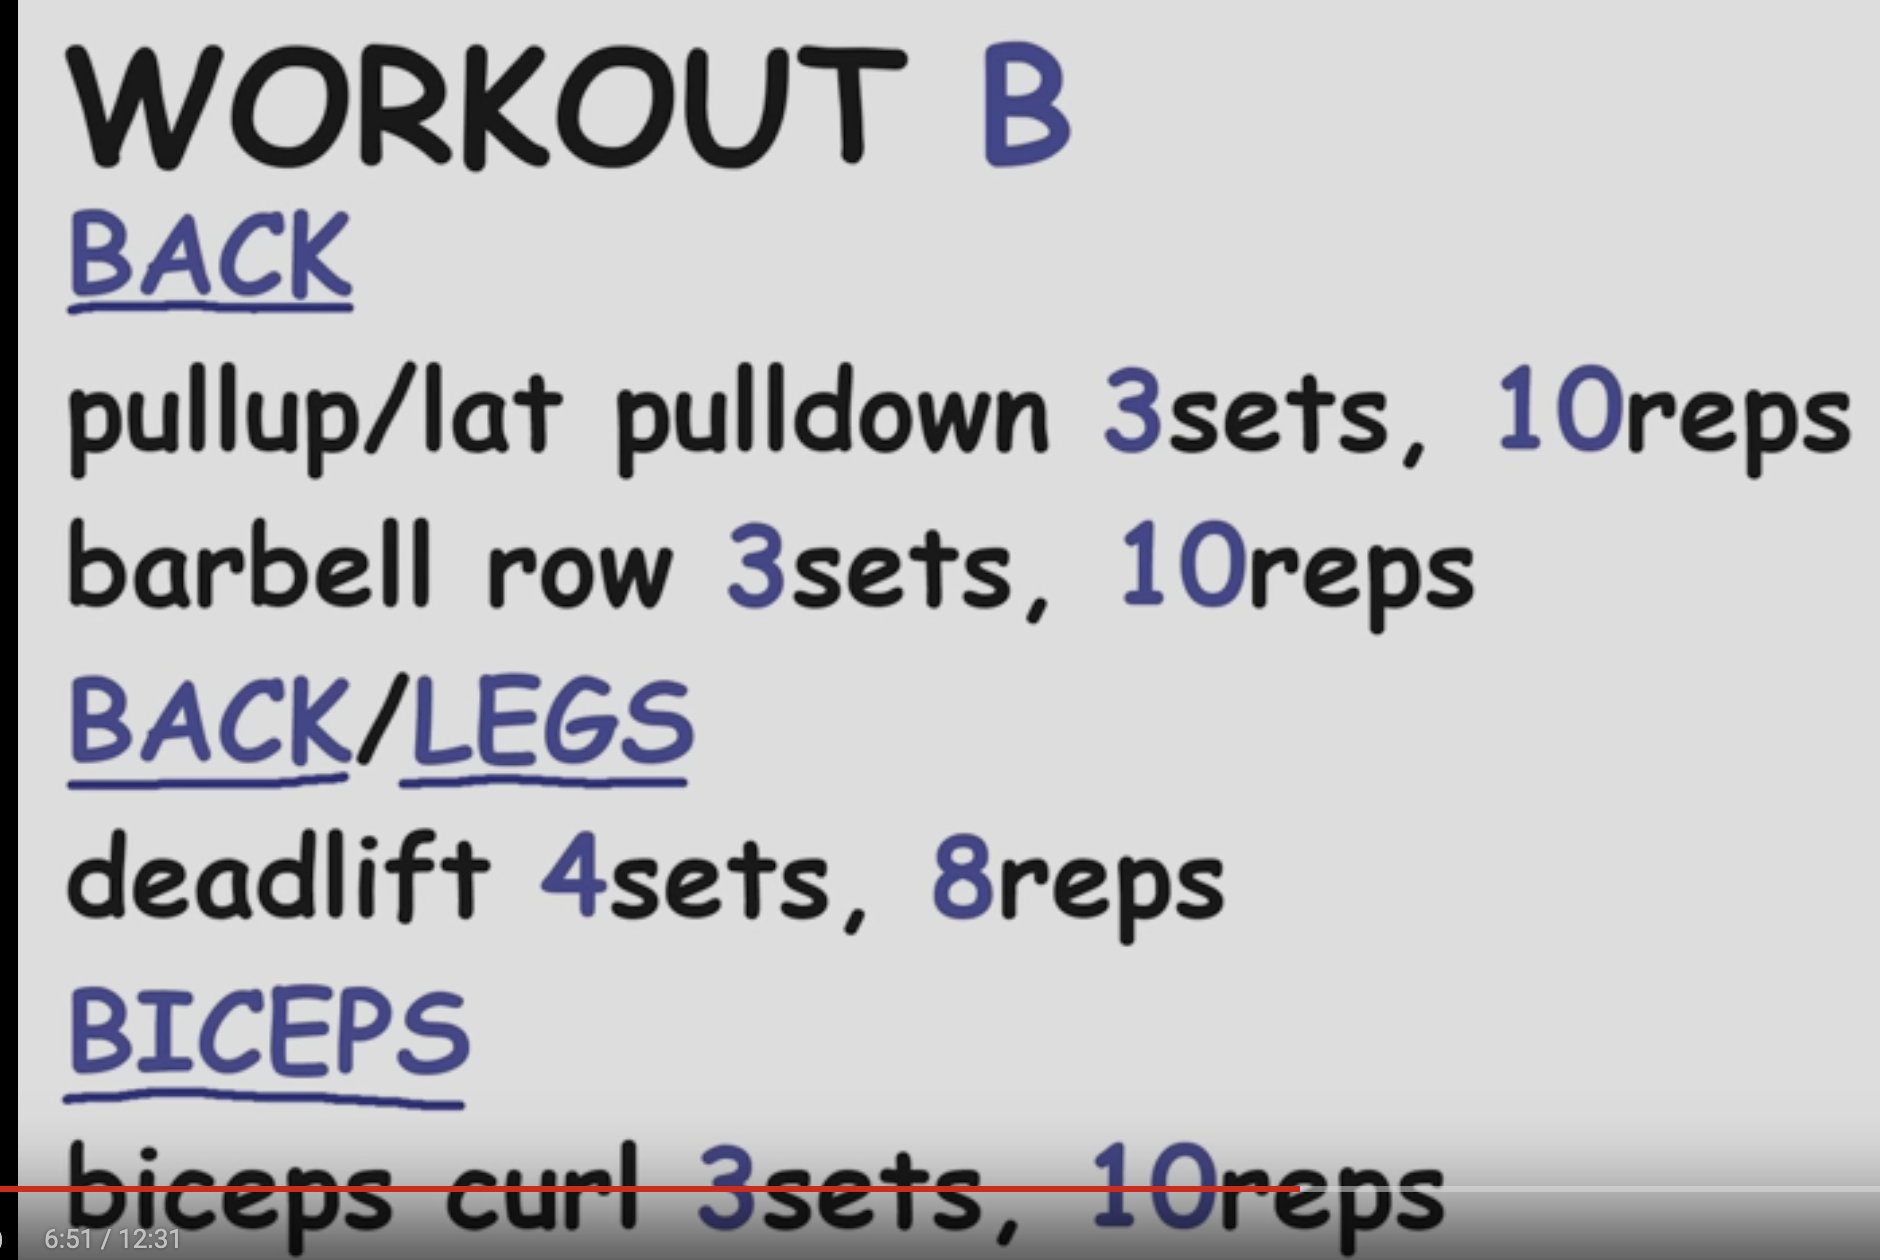 WORKOUT B
BACK
pullup/lat pulldown 3sets, 10reps
barbell row 3sets, 10reps
BACK/LEGS
deadlift 4sets, 8reps
BICEPS
biceps curl 3sets, 10reps
6:51 / 12:31